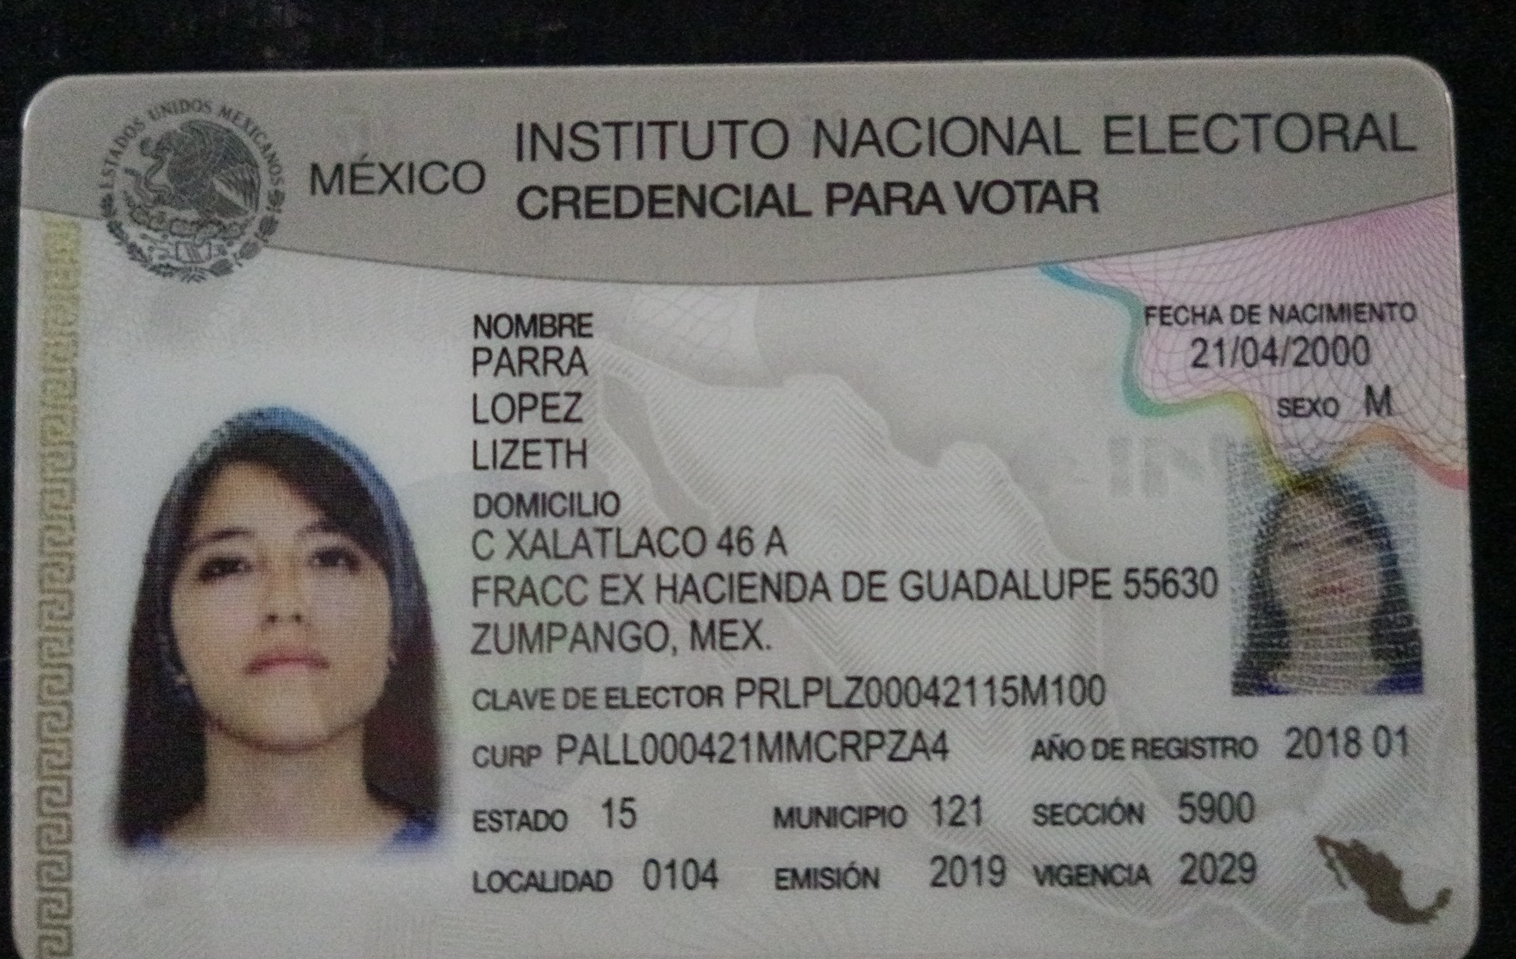 ESTADOS UNIDOS MEXICANOS
MÉXICO
INSTITUTO NACIONAL ELECTORAL
CREDENCIAL PARA VOTAR
NOMBRE
PARRA
LOPEZ
LIZETH
FECHA DE NACIMIENTO
21/04/2000
SEXO M
DOMICILIO
C XALATLACO 46 A
FRACC EX HACIENDA DE GUADALUPE 55630
ZUMPANGO, MEX.
CLAVE DE ELECTOR PRLPLZ00042115M100
CURP PALL000421MMCRPZA4 AÑO DE REGISTRO 2018 01
ESTADO 15 MUNICIPIO 121 SECCIÓN 5900
LOCALIDAD 0104 EMISIÓN 2019 VIGENCIA 2029